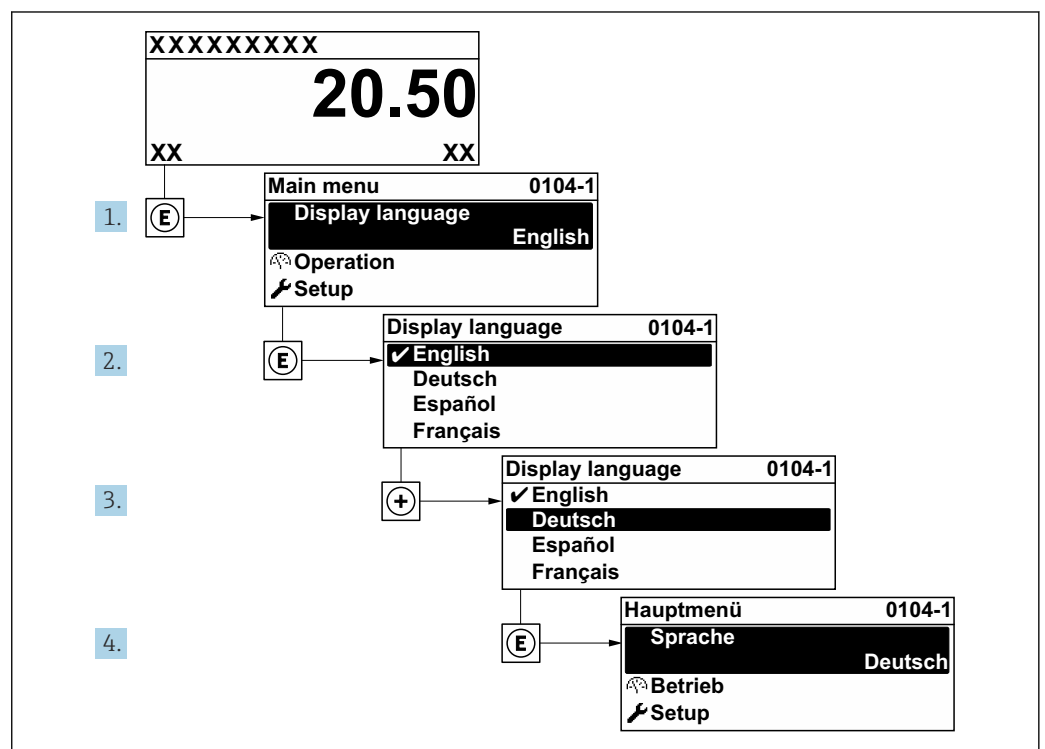 XXXXXXXXX
20.50
XX XX
Main menu 0104-1
1. E Display language
English
Operation
Setup
Display language 0104-1
2. E ✔ English
Deutsch
Español
Français
Display language 0104-1
3. + ✔ English
Deutsch
Español
Français
Hauptmenü 0104-1
4. E Sprache
Deutsch
Betrieb
Setup